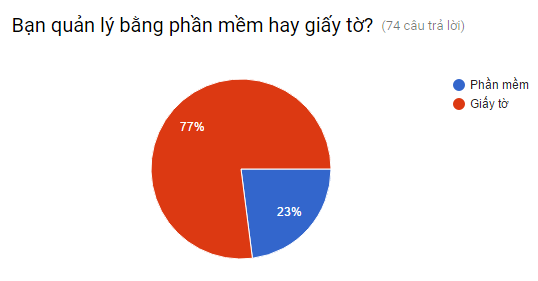 Bạn quản lý bằng phần mềm hay giấy tờ? (74 câu trả lời)
Phần mềm
Giấy tờ
77%
23%